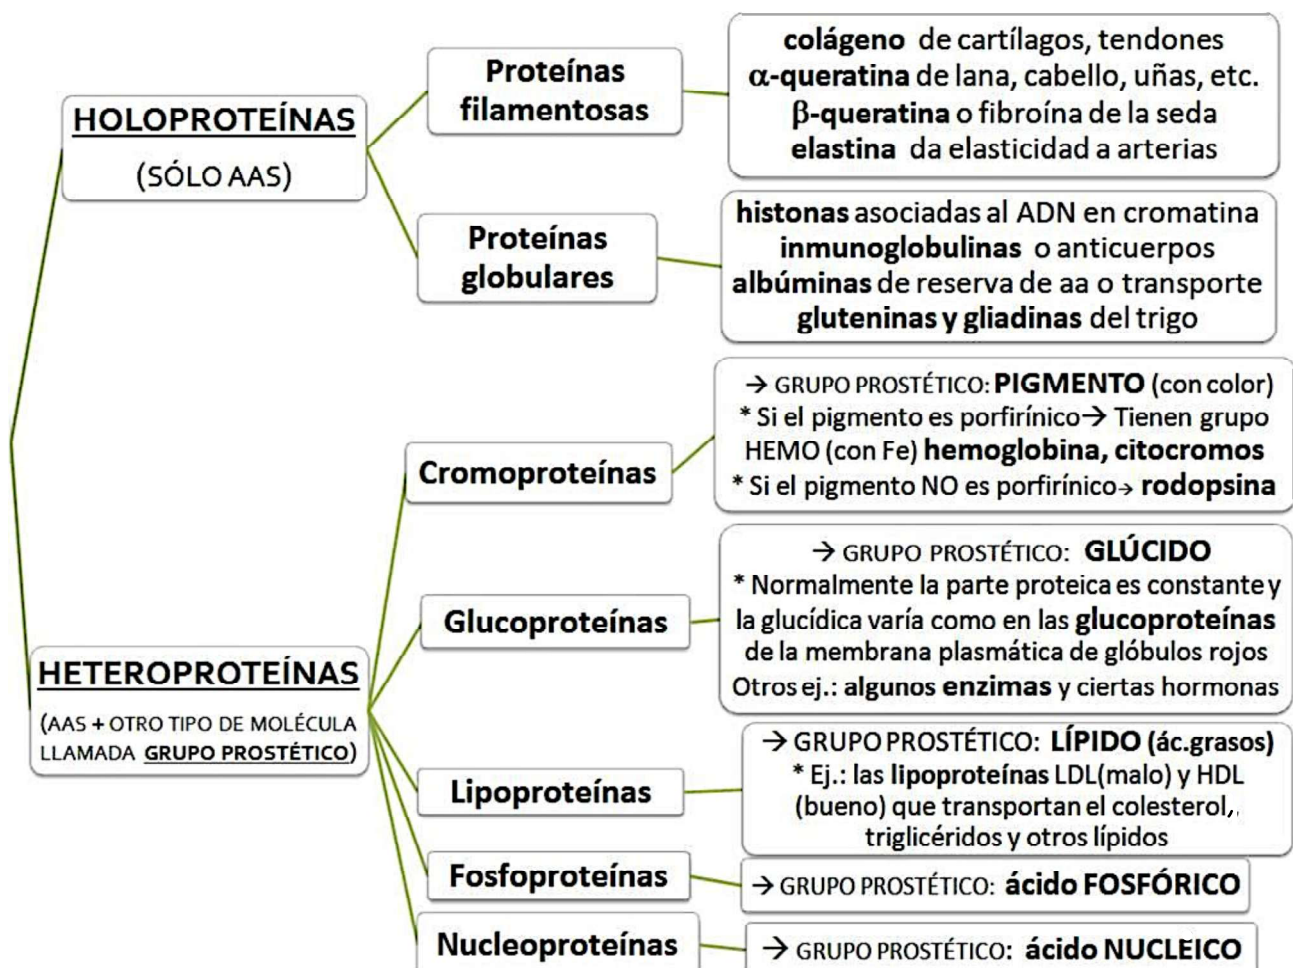 HOLOPROTEÍNAS
(SÓLO AAS)
Proteínas
filamentosas
colágeno de cartílagos, tendones
α-queratina de lana, cabello, uñas, etc.
β-queratina o fibroína de la seda
elastina da elasticidad a arterias
Proteínas
globulares
histonas asociadas al ADN en cromatina
inmunoglobulinas o anticuerpos
albúminas de reserva de aa o transporte
gluteninas y gliadinas del trigo
HETEROPROTEÍNAS
(AAS + OTRO TIPO DE MOLÉCULA
LLAMADA GRUPO PROSTÉTICO)
Cromoproteínas
→ GRUPO PROSTÉTICO: PIGMENTO (con color)
* Si el pigmento es porfirínico→ Tienen grupo
HEMO (con Fe) hemoglobina, citocromos
* Si el pigmento NO es porfirínico→ rodopsina
Glucoproteínas
→ GRUPO PROSTÉTICO: GLÚCIDO
* Normalmente la parte proteica es constante y
la glucídica varía como en las glucoproteínas
de la membrana plasmática de glóbulos rojos
Otros ej.: algunos enzimas y ciertas hormonas
Lipoproteínas
→ GRUPO PROSTÉTICO: LÍPIDO (ác.grasos)
* Ej.: las lipoproteínas LDL(malo) y HDL
(bueno) que transportan el colesterol,
triglicéridos y otros lípidos
Fosfoproteínas
→ GRUPO PROSTÉTICO: ácido FOSFÓRICO
Nucleoproteínas
→ GRUPO PROSTÉTICO: ácido NUCLEICO